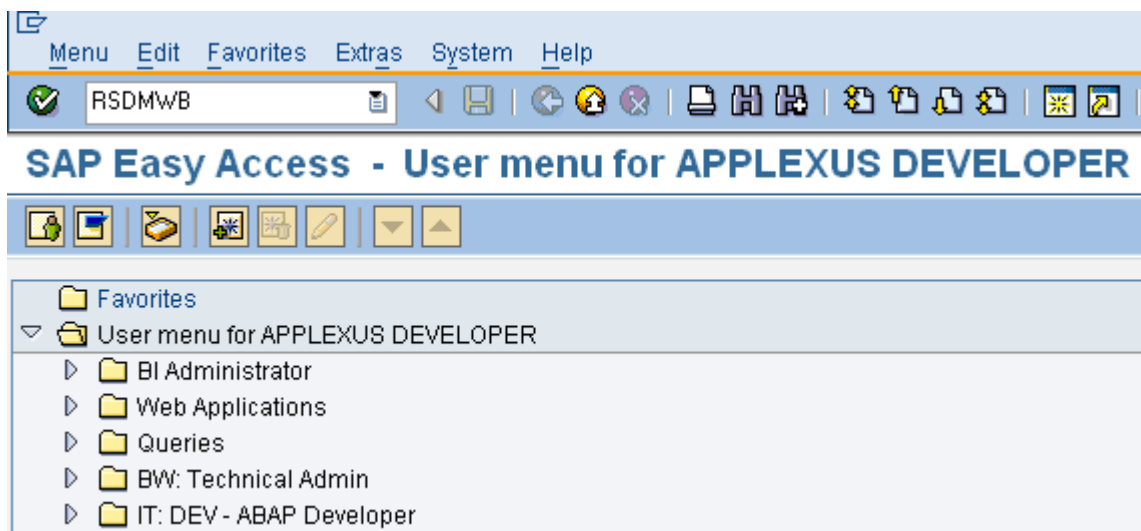 Menu Edit Favorites Extras System Help
RSDMWB
SAP Easy Access - User menu for APPLEXUS DEVELOPER
Favorites
User menu for APPLEXUS DEVELOPER
BI Administrator
Web Applications
Queries
BW: Technical Admin
IT: DEV - ABAP Developer